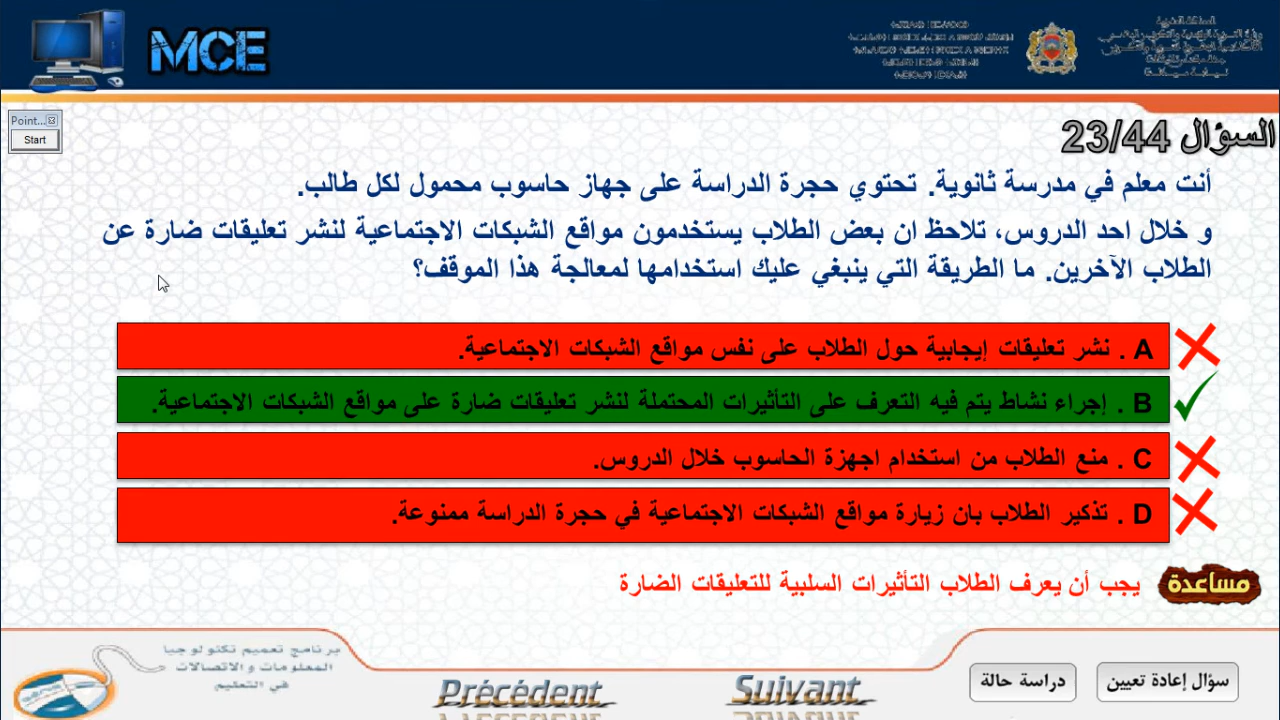 MCE
Point...
Start
السؤال 23/44
أنت معلم في مدرسة ثانوية. تحتوي حجرة الدراسة على جهاز حاسوب محمول لكل طالب.
و خلال احد الدروس، تلاحظ ان بعض الطلاب يستخدمون مواقع الشبكات الاجتماعية لنشر تعليقات ضارة عن
الطلاب الآخرين. ما الطريقة التي ينبغي عليك استخدامها لمعالجة هذا الموقف؟
A . نشر تعليقات إيجابية حول الطلاب على نفس مواقع الشبكات الاجتماعية.
B . إجراء نشاط يتم فيه التعرف على التأثيرات المحتملة لنشر تعليقات ضارة على مواقع الشبكات الاجتماعية.
C . منع الطلاب من استخدام اجهزة الحاسوب خلال الدروس.
D . تذكير الطلاب بان زيارة مواقع الشبكات الاجتماعية في حجرة الدراسة ممنوعة.
مساعدة يجب أن يعرف الطلاب التأثيرات السلبية للتعليقات الضارة
برنامج تعميم تكنولوجيا
المعلومات والاتصالات
في التعليم
Précédent
Suivant
دراسة حالة
سؤال إعادة تعيين